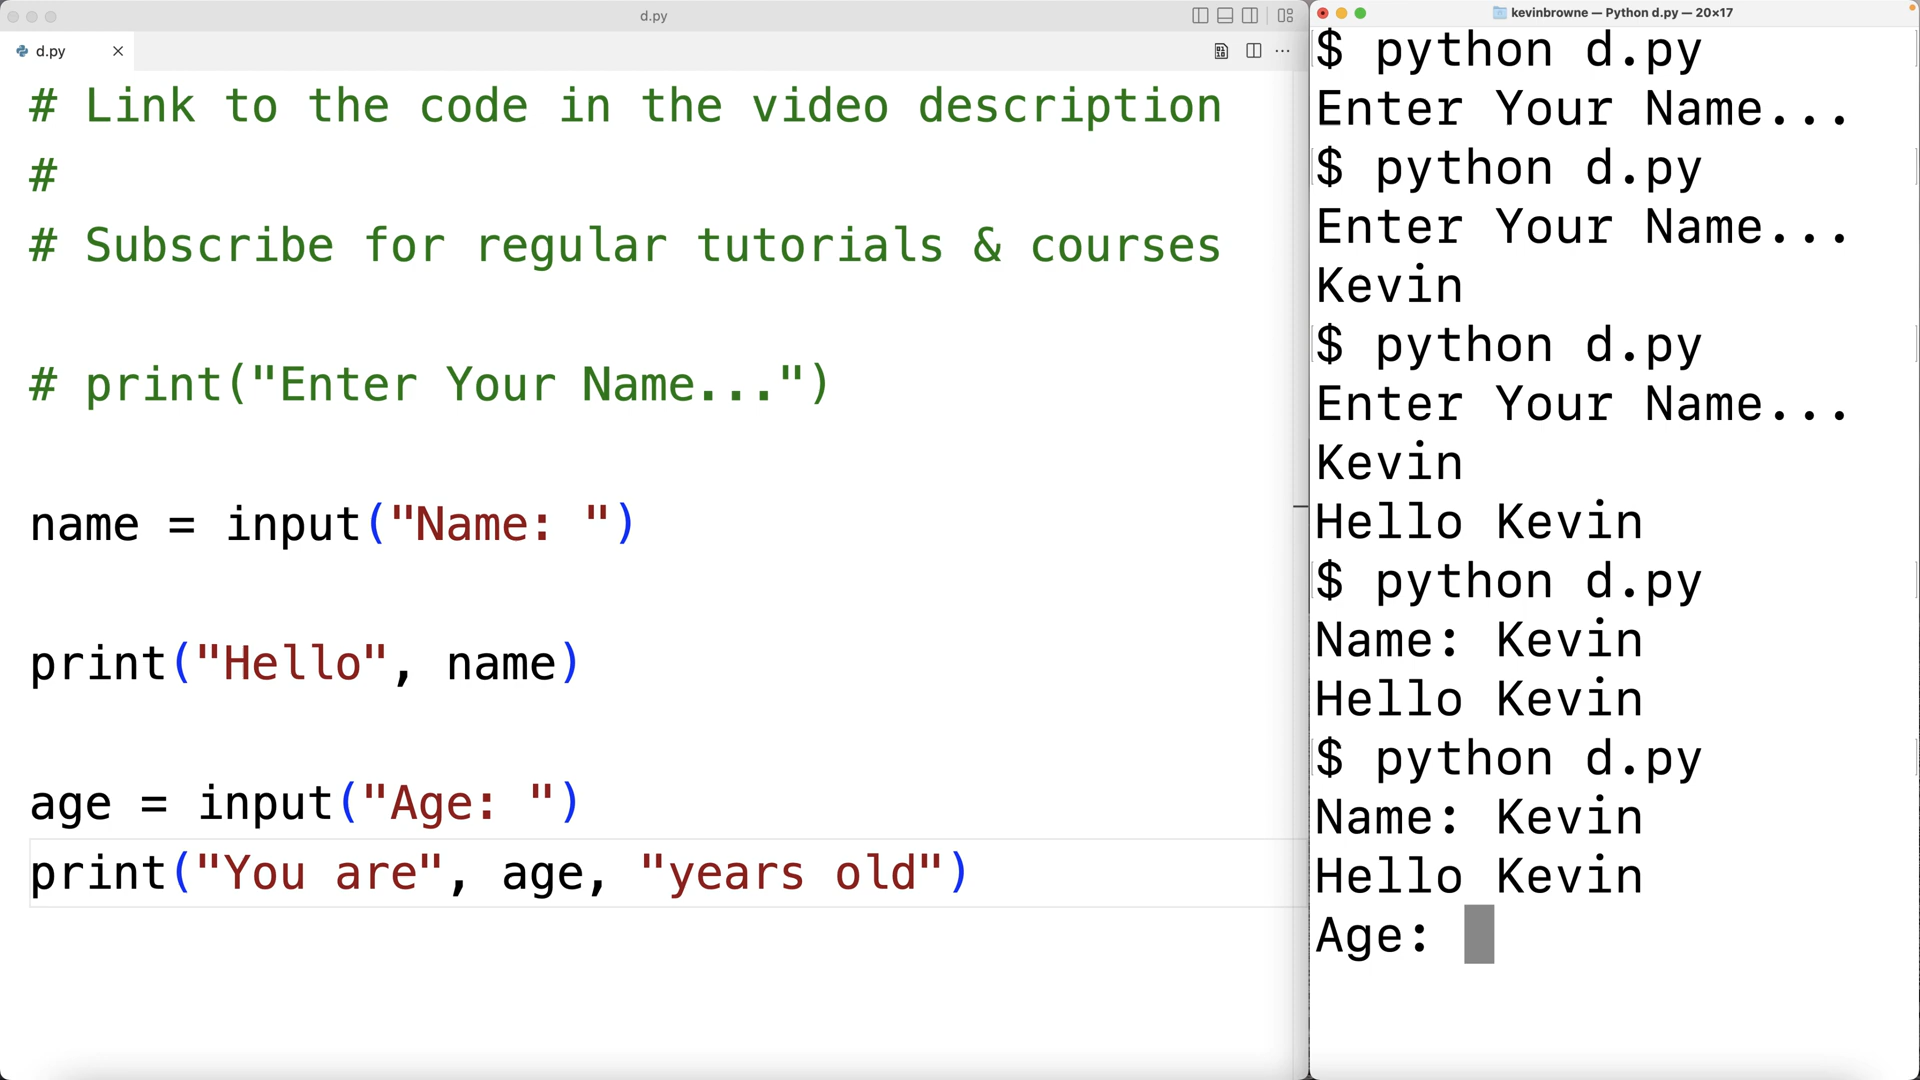 d.py
d.py
# Link to the code in the video description
#
# Subscribe for regular tutorials & courses
# print("Enter Your Name...")
name = input("Name: ")
print("Hello", name)
age = input("Age: ")
print("You are", age, "years old")
kevinbrowne — Python d.py — 20×17
$ python d.py
Enter Your Name...
$ python d.py
Enter Your Name...
Kevin
$ python d.py
Enter Your Name...
Kevin
Hello Kevin
$ python d.py
Name: Kevin
Hello Kevin
$ python d.py
Name: Kevin
Hello Kevin
Age: